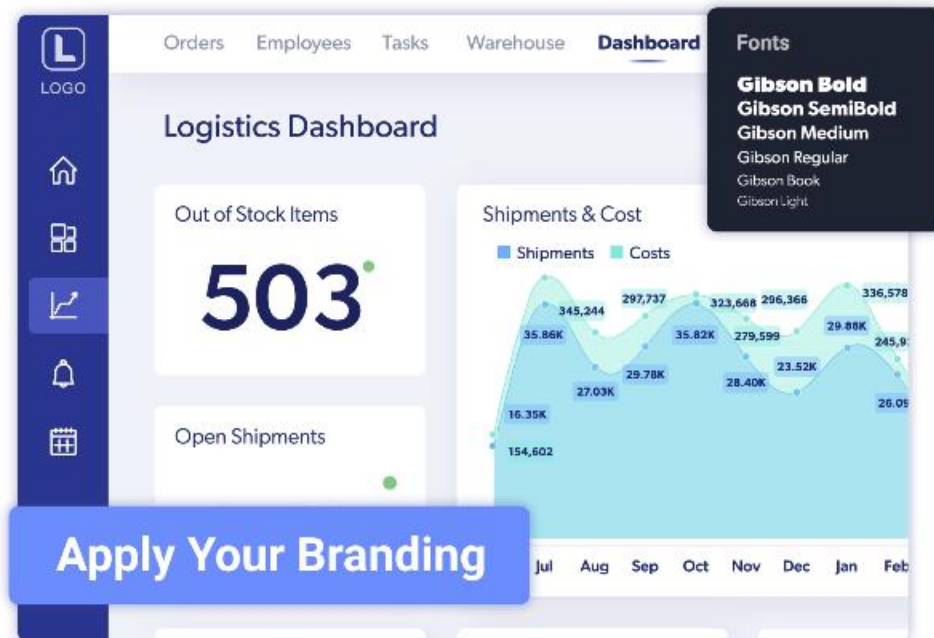 L
LOGO
Orders Employees Tasks Warehouse Dashboard
Fonts
Gibson Bold
Gibson SemiBold
Gibson Medium
Gibson Regular
Gibson Book
Gibson Light
Logistics Dashboard
Out of Stock Items
503
Open Shipments
Shipments & Cost
Shipments Costs
345,244
297,737
323,668
296,366
336,578
35.86K
35.82K
279,599
29.88K
27.03K
29.78K
28.40K
23.52K
16.35K
154,602
Apply Your Branding
Jul Aug Sep Oct Nov Dec Jan Feb